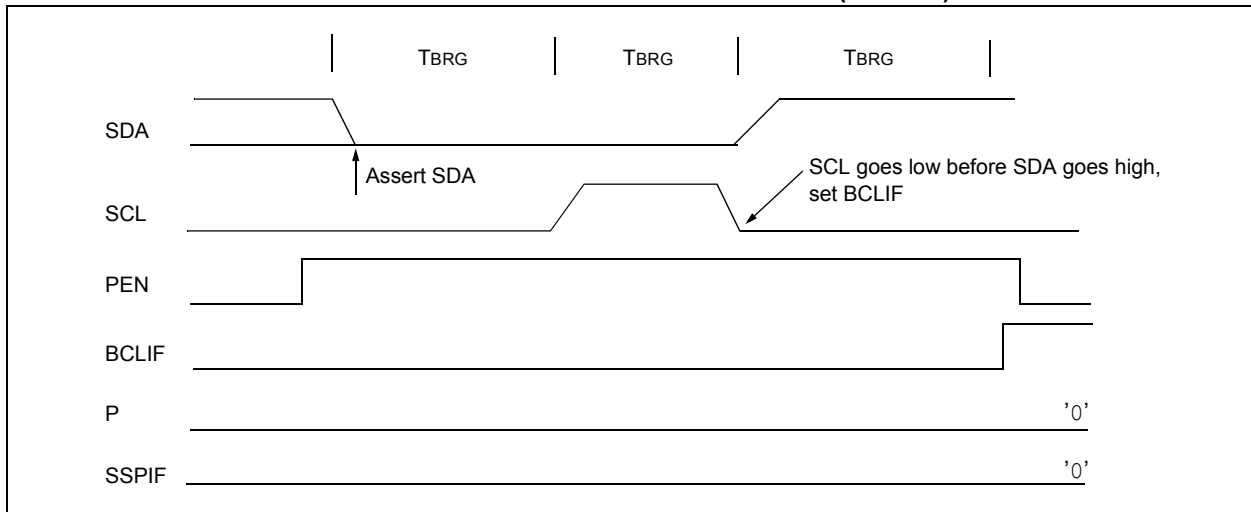 TBRG TBRG TBRG
SDA
Assert SDA
SCL goes low before SDA goes high,
set BCLIF
SCL
PEN
BCLIF
P '0'
SSPIF '0'